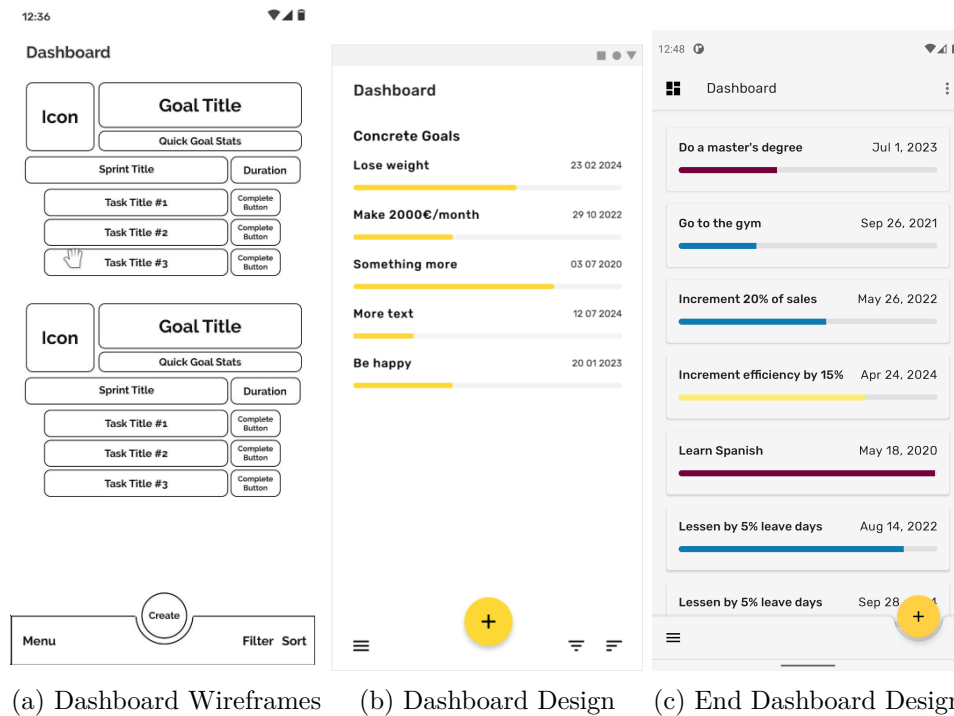 12:36
Dashboard
Icon
Goal Title
Quick Goal Stats
Sprint Title
Duration
Task Title #1
Complete
Button
Task Title #2
Complete
Button
Task Title #3
Complete
Button
Icon
Goal Title
Quick Goal Stats
Sprint Title
Duration
Task Title #1
Complete
Button
Task Title #2
Complete
Button
Task Title #3
Complete
Button
Create
Menu
Filter Sort
(a) Dashboard Wireframes
Dashboard
Concrete Goals
Lose weight 23 02 2024
Make 2000€/month 29 10 2022
Something more 03 07 2020
More text 12 07 2024
Be happy 20 01 2023
+
(b) Dashboard Design
12:48
Dashboard
Do a master's degree Jul 1, 2023
Go to the gym Sep 26, 2021
Increment 20% of sales May 26, 2022
Increment efficiency by 15% Apr 24, 2024
Learn Spanish May 18, 2020
Lessen by 5% leave days Aug 14, 2022
Lessen by 5% leave days Sep 28
+
(c) End Dashboard Design